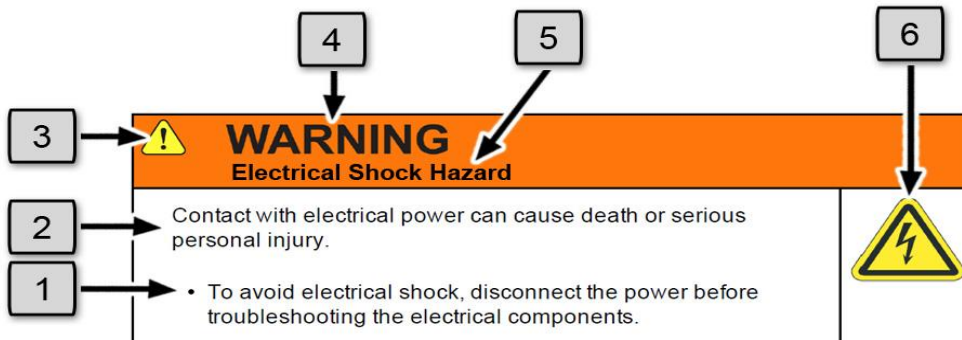 4
5
6
3
WARNING
Electrical Shock Hazard
2
Contact with electrical power can cause death or serious
personal injury.
1
• To avoid electrical shock, disconnect the power before
troubleshooting the electrical components.